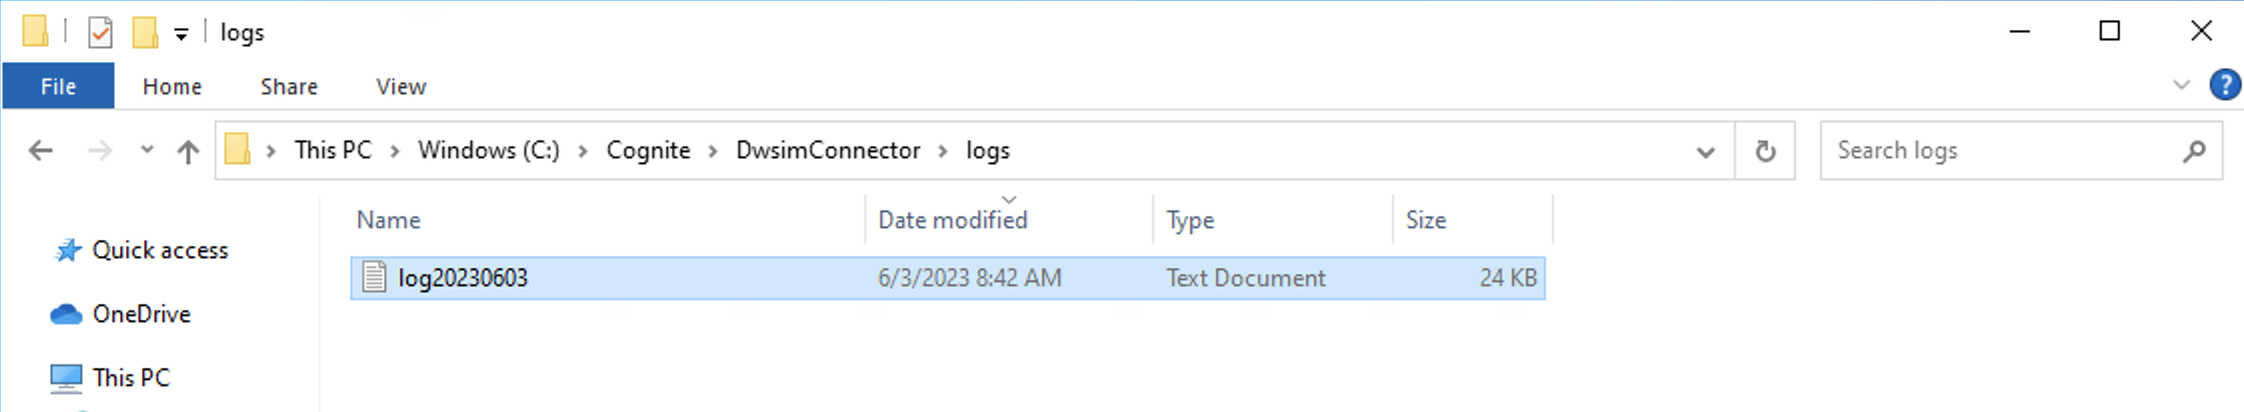 logs
File Home Share View
This PC Windows (C:) Cognite DwsimConnector logs Search logs
Name Date modified Type Size
Quick access
log20230603 6/3/2023 8:42 AM Text Document 24 KB
OneDrive
This PC